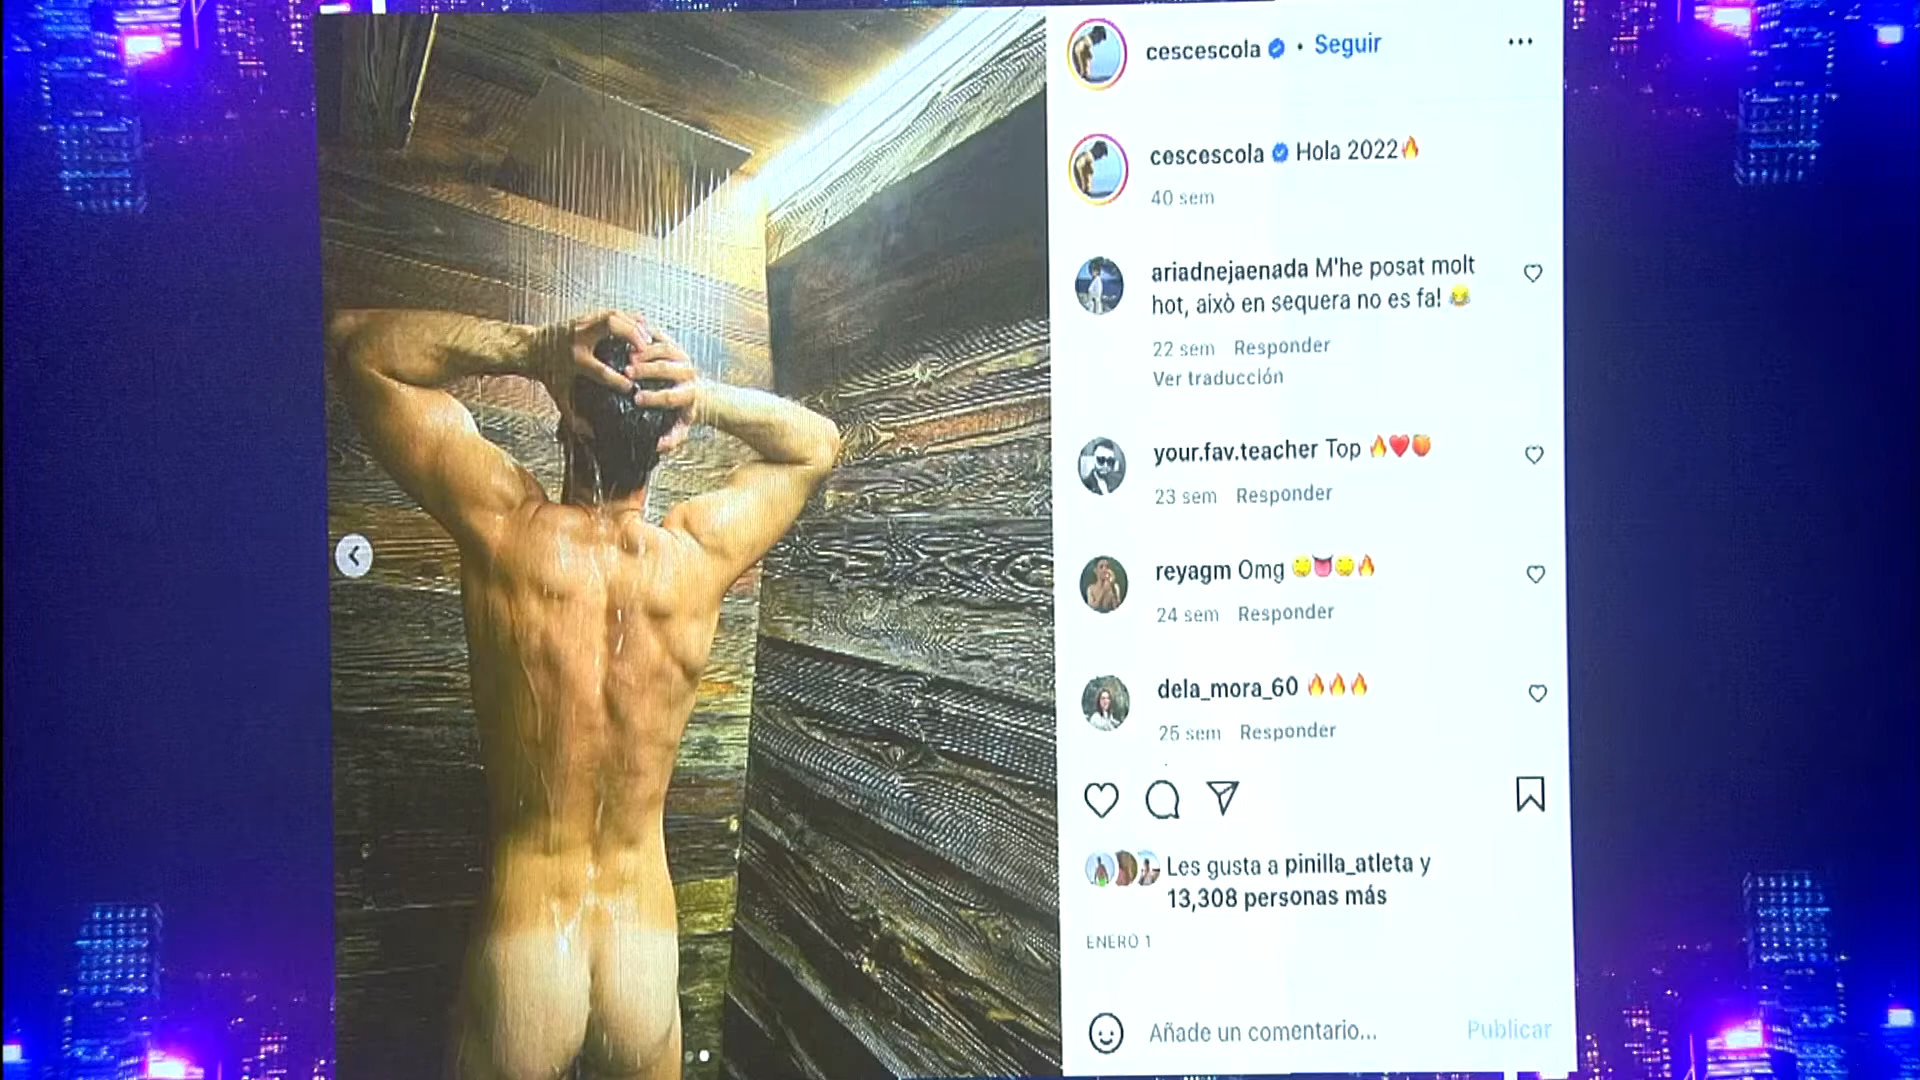 cescescola • Seguir
cescescola Hola 2022🔥
40 sem
ariadnejaenada M'he posat molt
hot, això en sequera no es fa! 😂
22 sem Responder
Ver traducción
your.fav.teacher Top 🔥❤️🍑
23 sem Responder
reyagm Omg 🔥
24 sem Responder
dela_mora_60 🔥🔥🔥
25 sem Responder
Les gusta a pinilla_atleta y
13,308 personas más
ENERO 1
Añade un comentario... Publicar